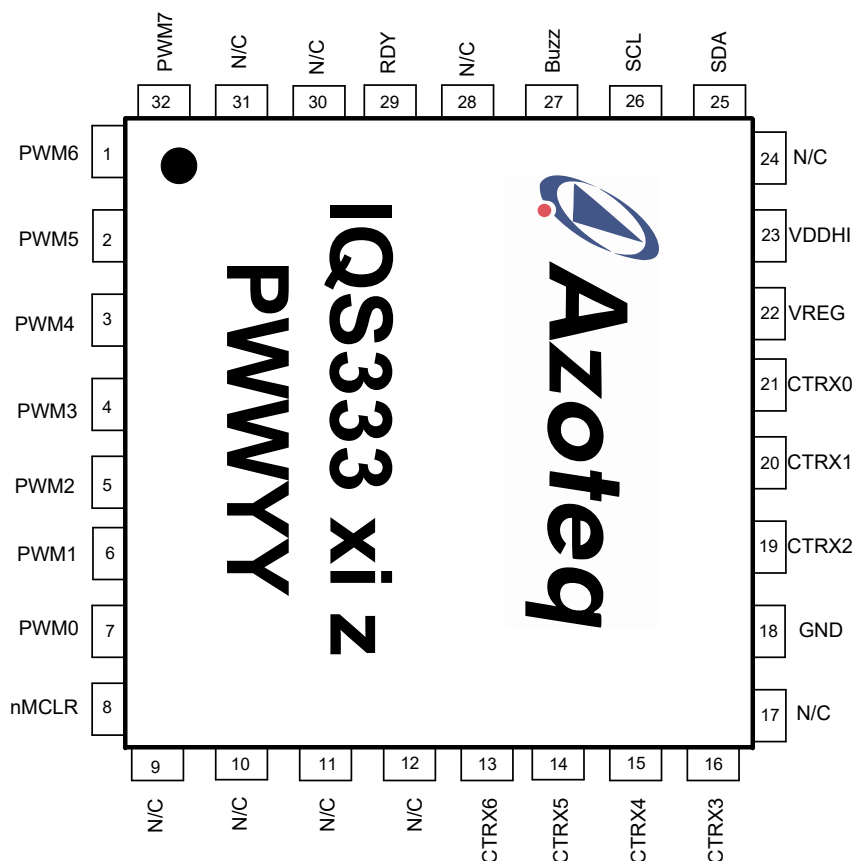 PWM7
N/C
N/C
RDY
N/C
Buzz
SCL
SDA
32
31
30
29
28
27
26
25
PWM6 1
PWM5 2
PWM4 3
PWM3 4
PWM2 5
PWM1 6
PWM0 7
nMCLR 8
Azoteq
IQS333 xi z
PWWYY
24 N/C
23 VDDHI
22 VREG
21 CTRX0
20 CTRX1
19 CTRX2
18 GND
17 N/C
9
10
11
12
13
14
15
16
N/C
N/C
N/C
N/C
CTRX6
CTRX5
CTRX4
CTRX3